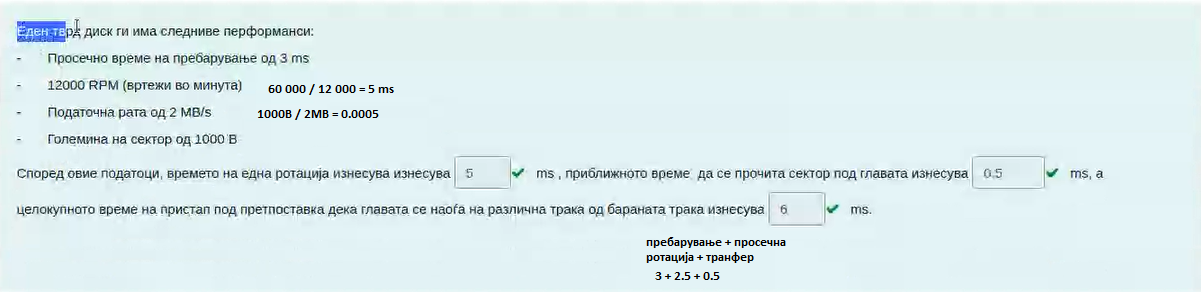 Еден тврд диск ги има следниве перформанси:
- Просечно време на пребарување од 3 ms
- 12000 RPM (вртежи во минута) 60 000 / 12 000 = 5 ms
- Податочна рата од 2 MB/s 1000B / 2MB = 0.0005
- Големина на сектор од 1000 B
Според овие податоци, времето на една ротација изнесува изнесува 5 ms , приближното време да се прочита сектор под главата изнесува 0.5 ms, а
целокупното време на пристап под претпоставка дека главата се наоѓа на различна трака од бараната трака изнесува 6 ms.
пребарување + просечна
ротација + транфер
3 + 2.5 + 0.5